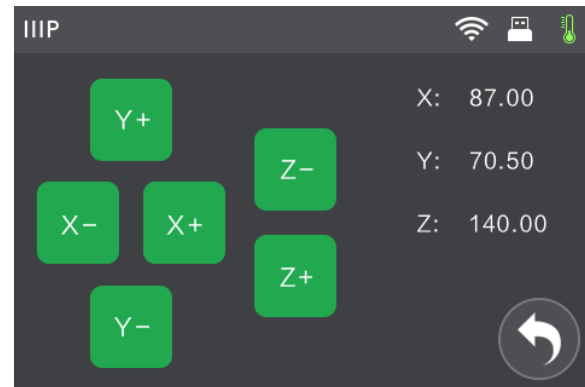 IIIP
Y+
X−
X+
Y−
Z−
Z+
X: 87.00
Y: 70.50
Z: 140.00